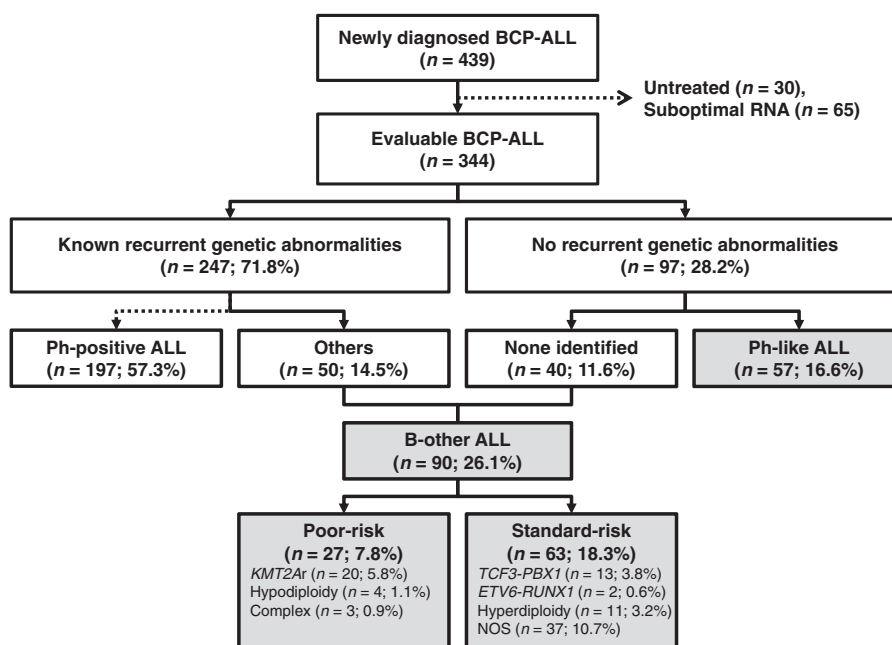 Newly diagnosed BCP-ALL
(n = 439)
Untreated (n = 30),
Suboptimal RNA (n = 65)
Evaluable BCP-ALL
(n = 344)
Known recurrent genetic abnormalities
(n = 247; 71.8%)
No recurrent genetic abnormalities
(n = 97; 28.2%)
Ph-positive ALL
(n = 197; 57.3%)
Others
(n = 50; 14.5%)
None identified
(n = 40; 11.6%)
Ph-like ALL
(n = 57; 16.6%)
B-other ALL
(n = 90; 26.1%)
Poor-risk
(n = 27; 7.8%)
KMT2Ar (n = 20; 5.8%)
Hypodiploidy (n = 4; 1.1%)
Complex (n = 3; 0.9%)
Standard-risk
(n = 63; 18.3%)
TCF3-PBX1 (n = 13; 3.8%)
ETV6-RUNX1 (n = 2; 0.6%)
Hyperdiploidy (n = 11; 3.2%)
NOS (n = 37; 10.7%)